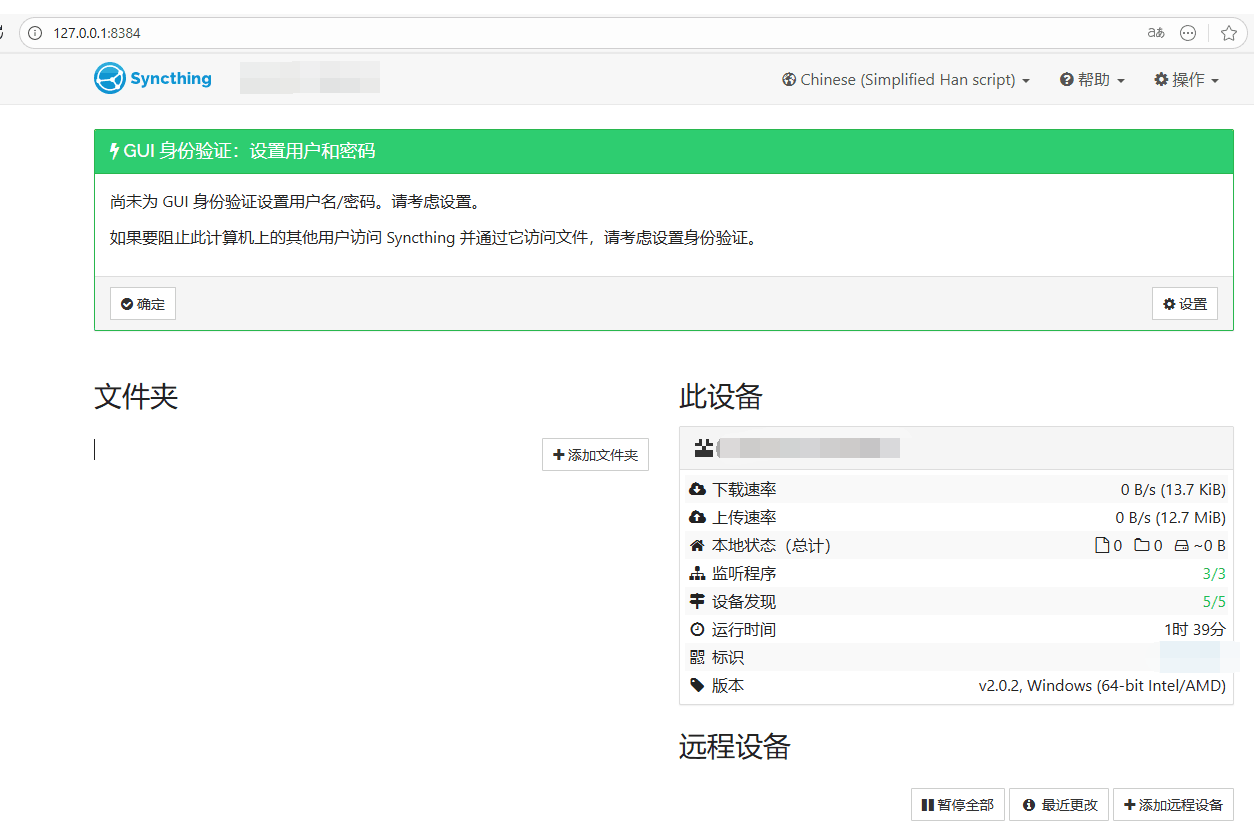 127.0.0.1:8384
aあ
Syncthing
Chinese (Simplified Han script)
帮助
操作
GUI 身份验证：设置用户和密码
尚未为 GUI 身份验证设置用户名/密码。请考虑设置。
如果要阻止此计算机上的其他用户访问 Syncthing 并通过它访问文件，请考虑设置身份验证。
确定
设置
文件夹
添加文件夹
此设备
下载速率 0 B/s (13.7 KiB)
上传速率 0 B/s (12.7 MiB)
本地状态（总计） 0 0 ~0 B
监听程序 3/3
设备发现 5/5
运行时间 1时 39分
标识
版本 v2.0.2, Windows (64-bit Intel/AMD)
远程设备
暂停全部
最近更改
添加远程设备